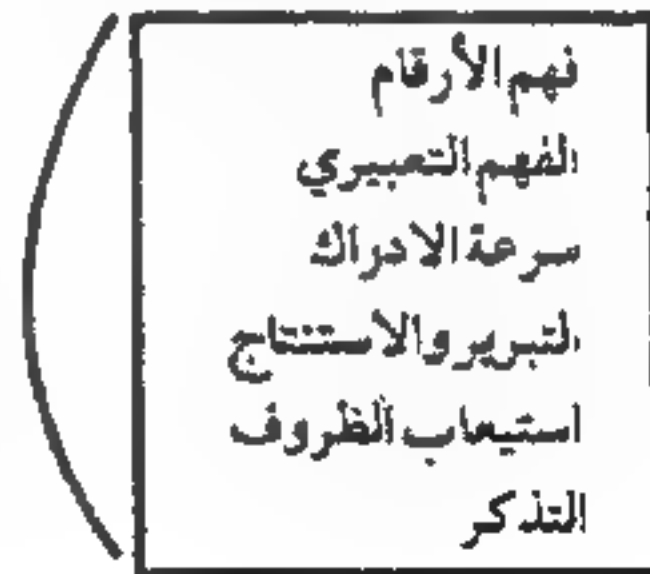 فهم الأرقام
الفهم التعبيري
سرعة الادراك
التبرير والاستنتاج
استيعاب الظروف
التذكر